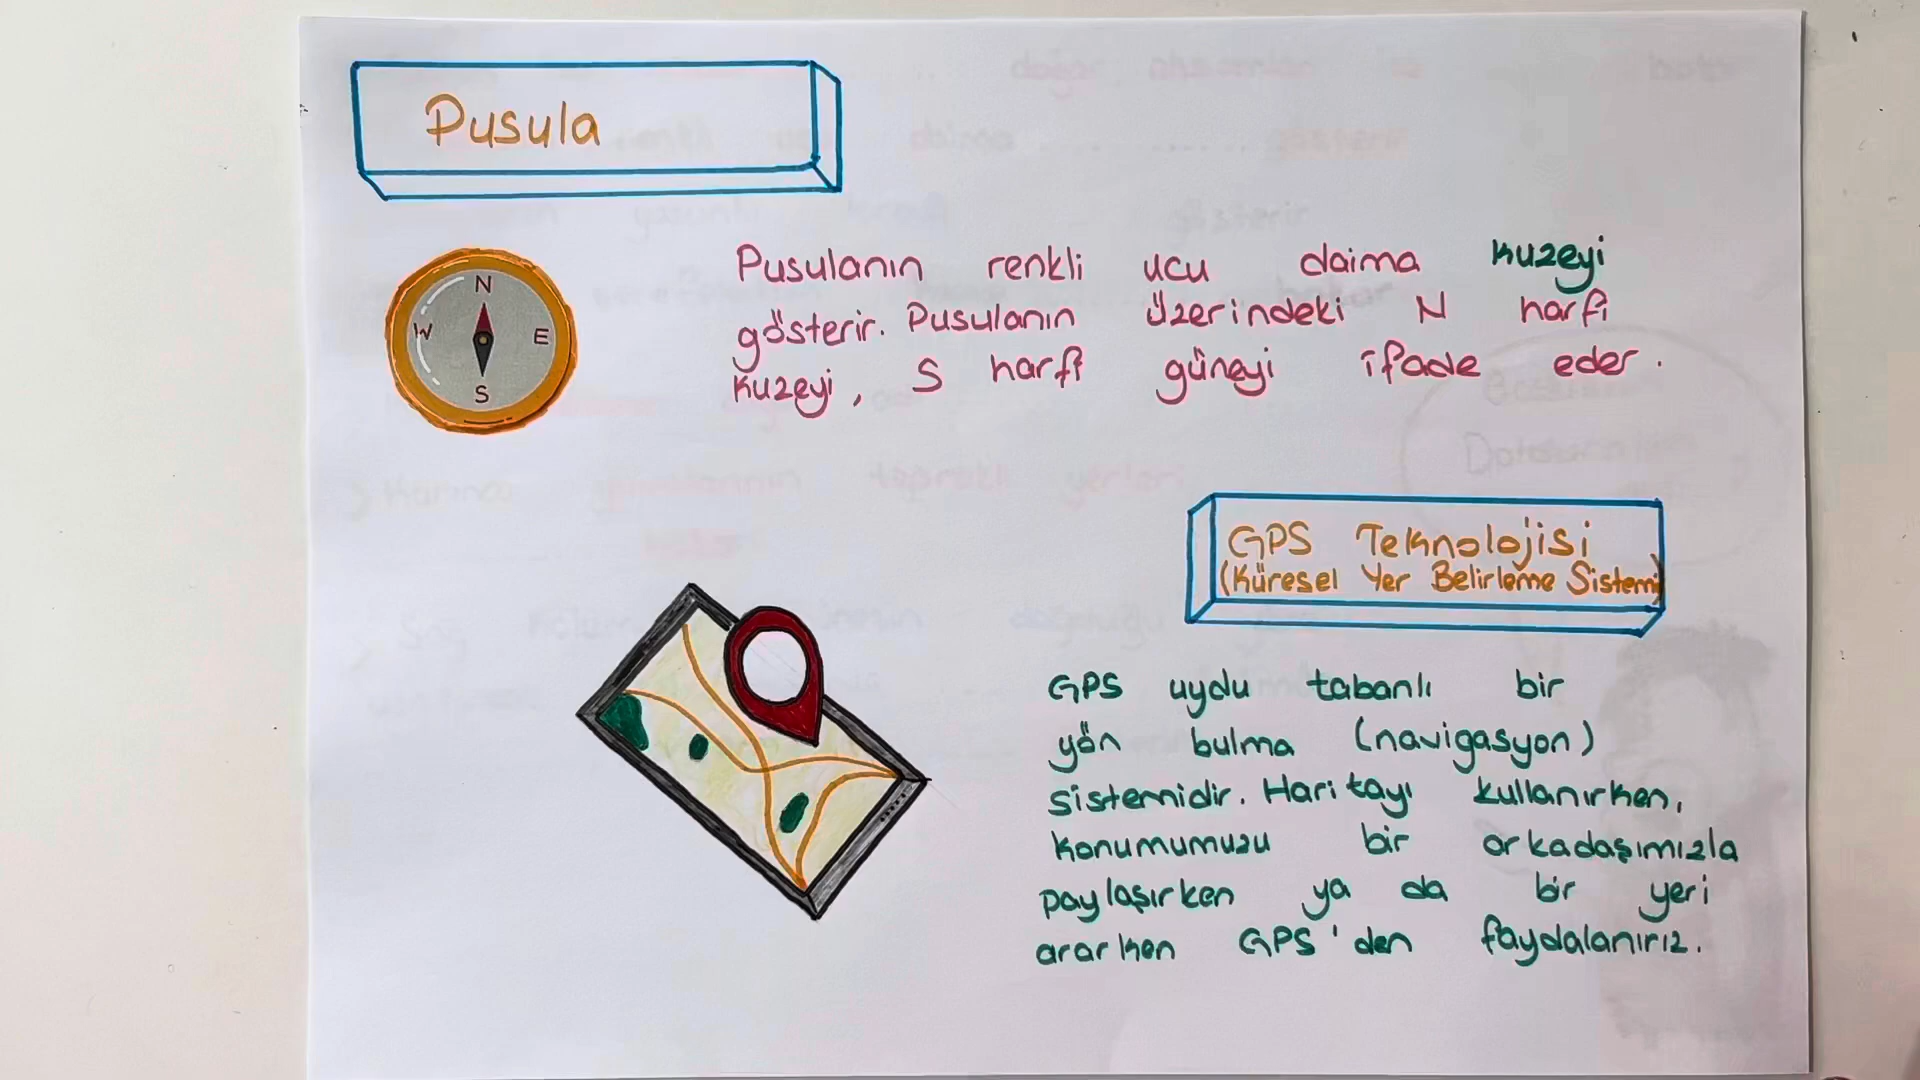 Pusula
N
W
E
S
Pusulanın renkli ucu daima kuzeyi
gösterir. Pusulanın üzerindeki N harfi
kuzeyi, S harfi güneyi ifade eder.
GPS Teknolojisi
(Küresel Yer Belirleme Sistemi)
GPS uydu tabanlı bir
yön bulma (navigasyon)
sistemidir. Haritayı kullanırken,
konumumuzu bir arkadaşımızla
paylaşırken ya da bir yeri
ararken GPS'den faydalanırız.